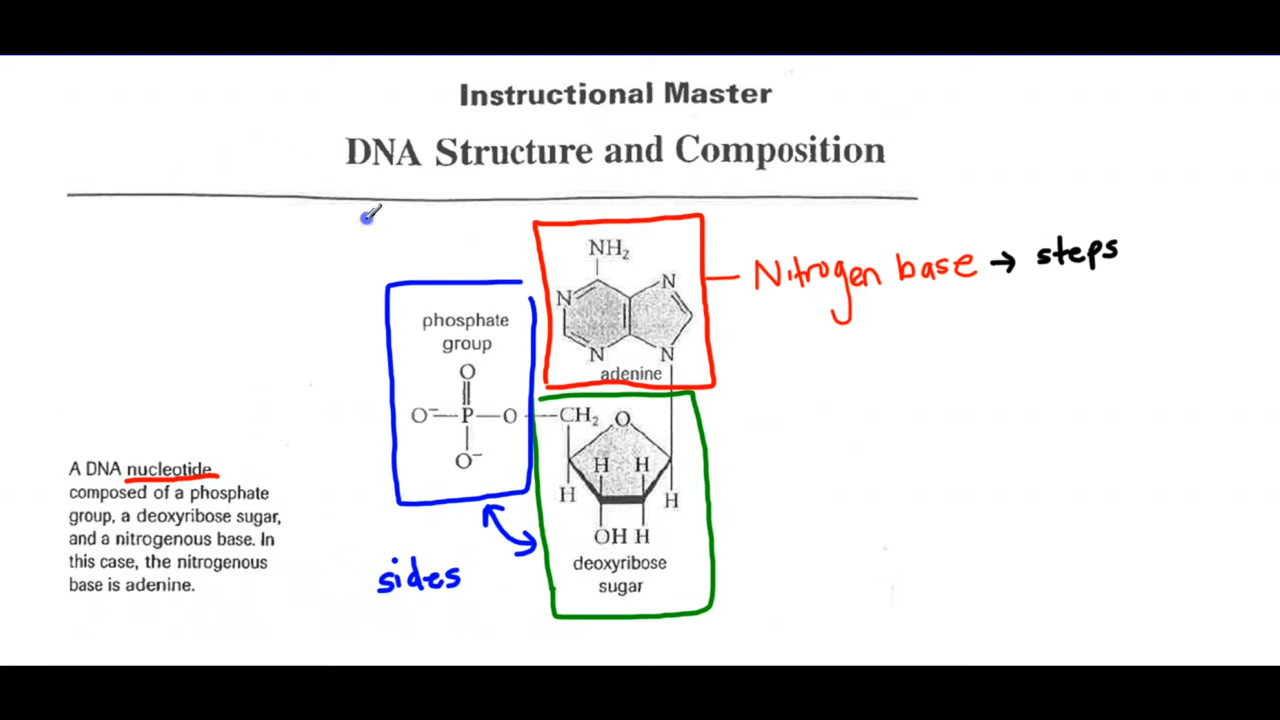 Instructional Master
DNA Structure and Composition
NH₂
Nitrogen base → steps
N
N
phosphate
group
N
N
adenine
O
O⁻
P
O
CH₂
O
O⁻
H
H
H
H
OH H
A DNA nucleotide
composed of a phosphate
group, a deoxyribose sugar,
and a nitrogenous base. In
this case, the nitrogenous
base is adenine.
deoxyribose
sugar
sides